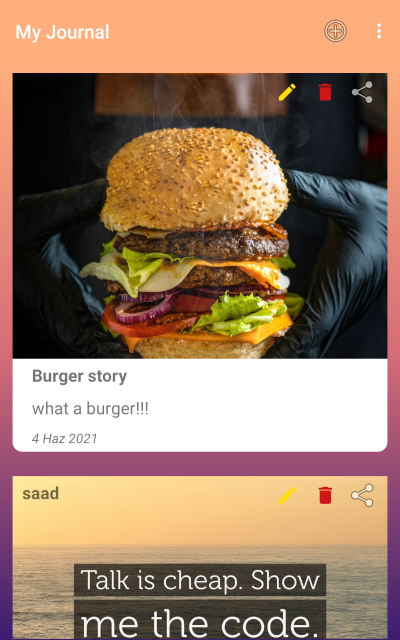 My Journal
Burger story
what a burger!!!
4 Haz 2021
saad
Talk is cheap. Show
me the code.